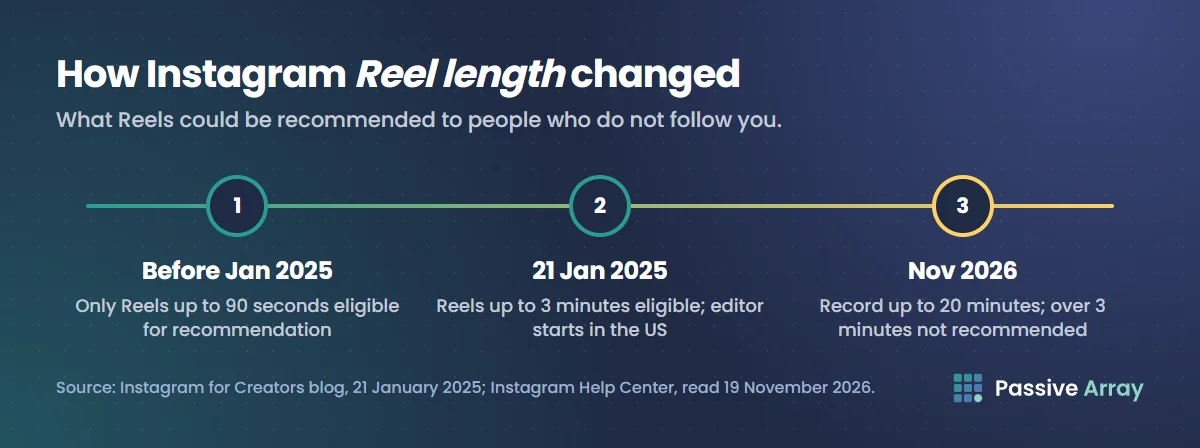 How Instagram Reel length changed
What Reels could be recommended to people who do not follow you.
1
2
3
Before Jan 2025
Only Reels up to 90 seconds eligible
for recommendation
21 Jan 2025
Reels up to 3 minutes eligible; editor
starts in the US
Nov 2026
Record up to 20 minutes; over 3
minutes not recommended
Source: Instagram for Creators blog, 21 January 2025; Instagram Help Center, read 19 November 2026.
Passive Array